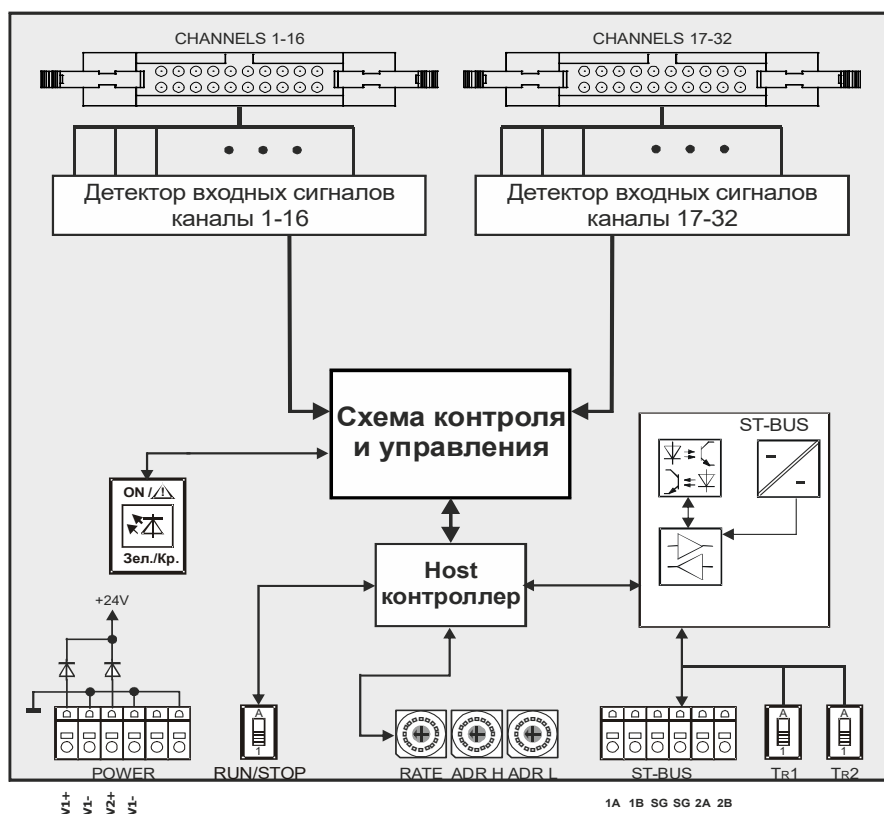 CHANNELS 1-16
CHANNELS 17-32
Детектор входных сигналов
каналы 1-16
Детектор входных сигналов
каналы 17-32
Схема контроля
и управления
ST-BUS
ON /
Зел./Кр.
Host
контроллер
+24V
A
1
A
1
A
1
POWER
RUN/STOP
RATE
ADR H
ADR L
ST-BUS
TR1
TR2
V1+
V1-
V2+
V1-
1A 1B SG SG 2A 2B